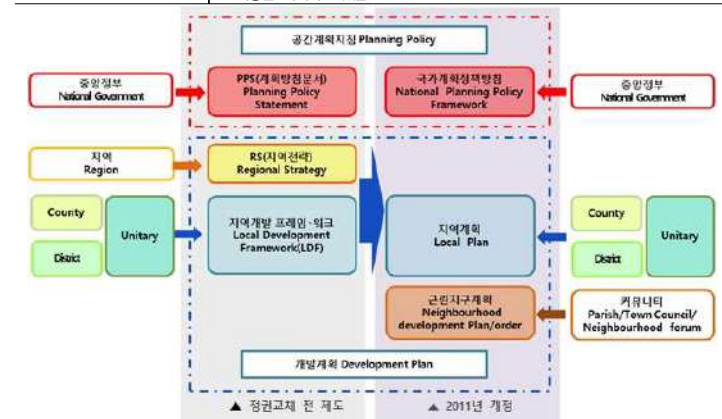 공간계획지침 Planning Policy
중앙정부
National Government
PPS(계획방침문서)
Planning Policy
Statement
국가계획정책방침
National Planning Policy
Framework
중앙정부
National Government
지역
Region
RS(지역전략)
Regional Strategy
County
District
Unitary
지역개발 프레임·워크
Local Development
Framework(LDF)
지역계획
Local Plan
County
District
Unitary
근린지구계획
Neighbourhood
development Plan/order
커뮤니티
Parish/Town Council/
Neighbourhood forum
개발계획 Development Plan
▲ 정권교체 전 제도
▲ 2011년 개정